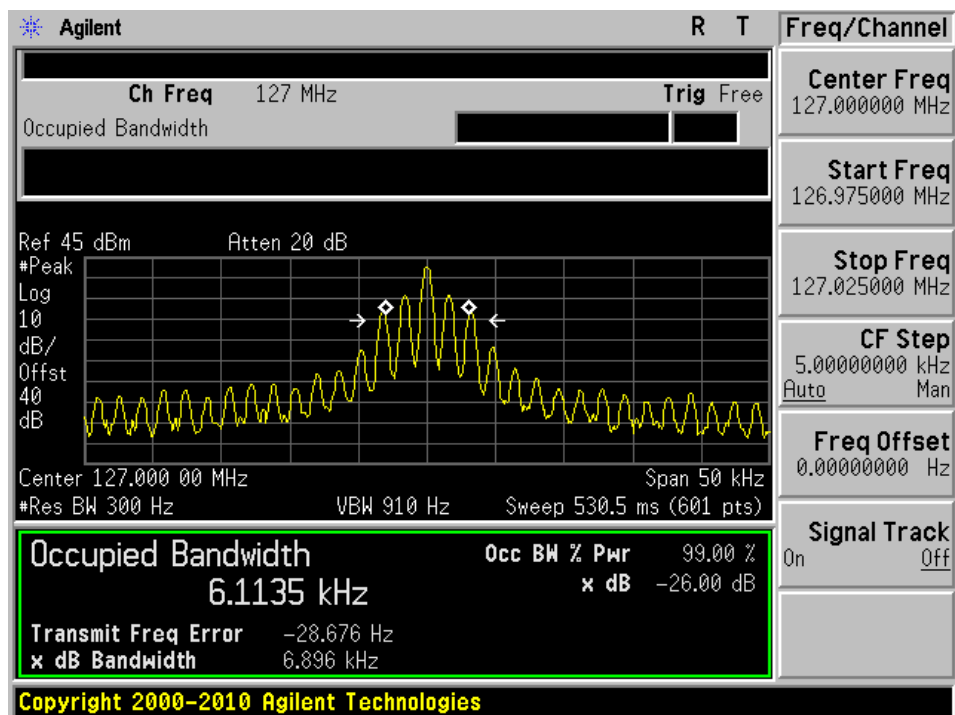 Agilent R T Freq/Channel
Ch Freq 127 MHz Trig Free
Occupied Bandwidth
Center Freq
127.000000 MHz
Start Freq
126.975000 MHz
Stop Freq
127.025000 MHz
CF Step
5.00000000 kHz
Auto Man
Freq Offset
0.00000000 Hz
Signal Track
On Off
Ref 45 dBm Atten 20 dB
#Peak
Log
10
dB/
Offst
40
dB
Center 127.000 00 MHz Span 50 kHz
#Res BW 300 Hz VBW 910 Hz Sweep 530.5 ms (601 pts)
Occupied Bandwidth Occ BW % Pwr 99.00 %
6.1135 kHz x dB -26.00 dB
Transmit Freq Error -28.676 Hz
x dB Bandwidth 6.896 kHz
Copyright 2000-2010 Agilent Technologies